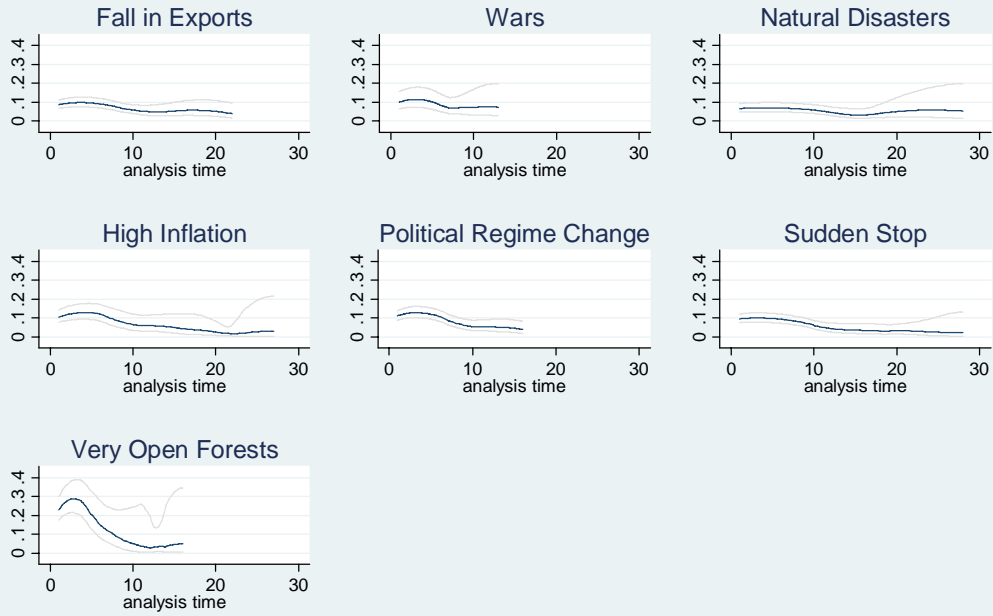 Fall in Exports
0 .1 .2 .3 .4
0 10 20 30
analysis time
Wars
0 .1 .2 .3 .4
0 10 20 30
analysis time
Natural Disasters
0 .1 .2 .3 .4
0 10 20 30
analysis time
High Inflation
0 .1 .2 .3 .4
0 10 20 30
analysis time
Political Regime Change
0 .1 .2 .3 .4
0 10 20 30
analysis time
Sudden Stop
0 .1 .2 .3 .4
0 10 20 30
analysis time
Very Open Forests
0 .1 .2 .3 .4
0 10 20 30
analysis time